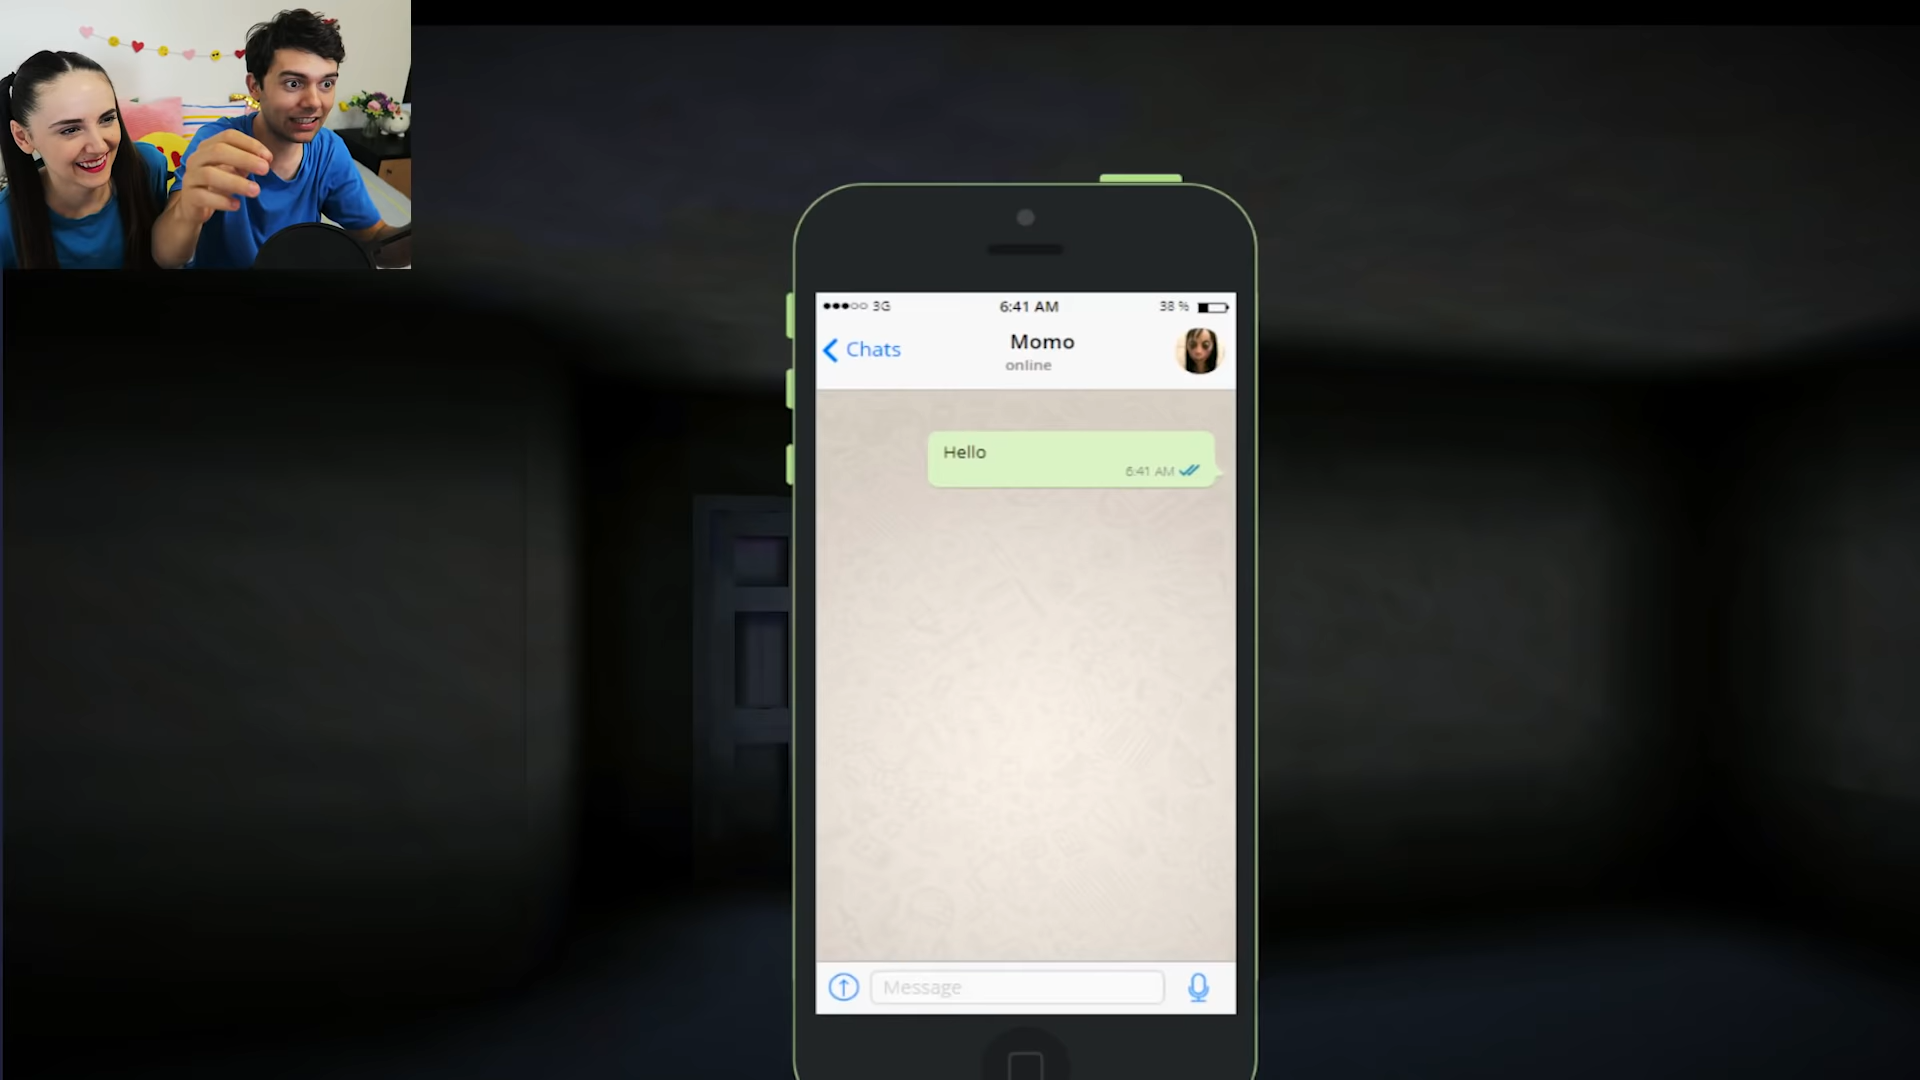 3G 6:41 AM 38 %
Chats
Momo
online
Hello
6:41 AM
Message